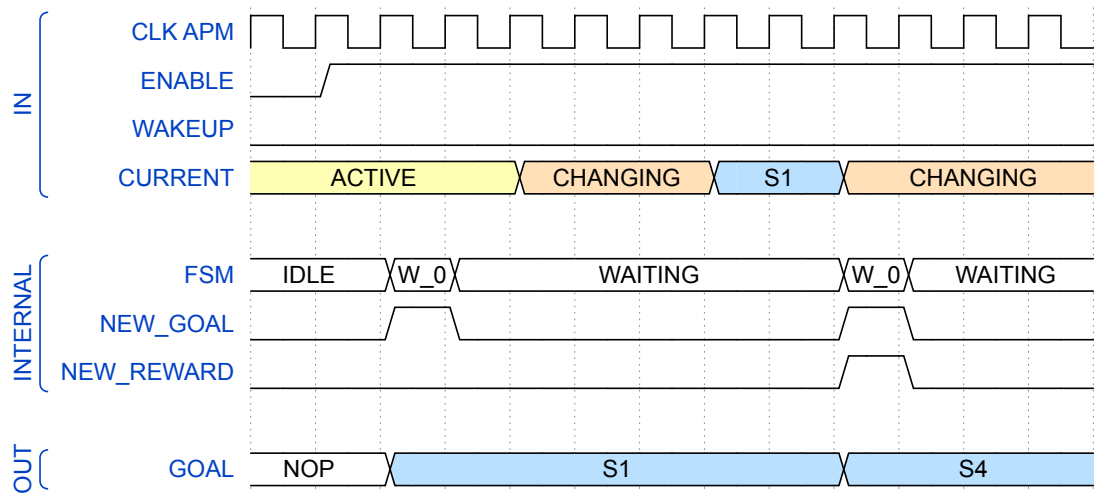 IN
CLK APM
ENABLE
WAKEUP
CURRENT ACTIVE CHANGING S1 CHANGING
INTERNAL
FSM IDLE W_0 WAITING W_0 WAITING
NEW_GOAL
NEW_REWARD
OUT
GOAL NOP S1 S4